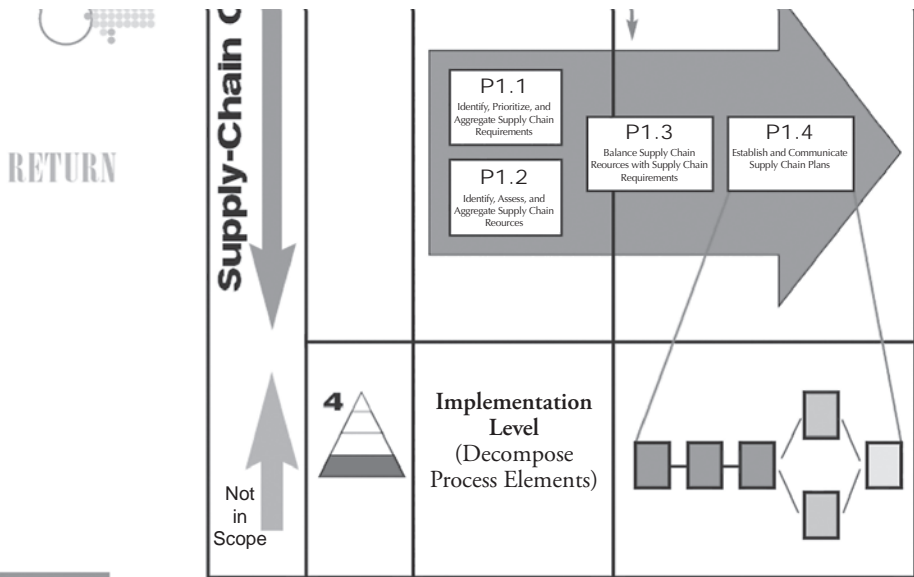 RETURN
Supply-Chain
P1.1
Identify, Prioritize, and
Aggregate Supply Chain
Requirements
P1.2
Identify, Assess, and
Aggregate Supply Chain
Reources
P1.3
Balance Supply Chain
Reources with Supply Chain
Requirements
P1.4
Establish and Communicate
Supply Chain Plans
4
Implementation
Level
(Decompose
Process Elements)
Not
in
Scope